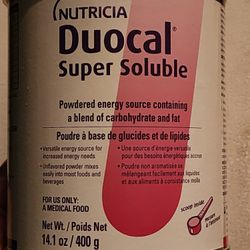 NUTRICIA
Duocal®
Super Soluble
Powdered energy source containing
a blend of carbohydrate and fat
Poudre à base de glucides et de lipides
• Versatile energy source for
increased energy needs
• Unflavored powder mixes
easily into most foods and
beverages
• Une source d'énergie versatile
pour des besoins énergétiques accrus
• Poudre non aromatisée se
mélangeant facilement aux liquides
et aux aliments à consistance molle
FOR US ONLY:
A MEDICAL FOOD
Net Wt. / Poids Net
14.1 oz / 400 g
scoop inside
mesure
à l'intérieur